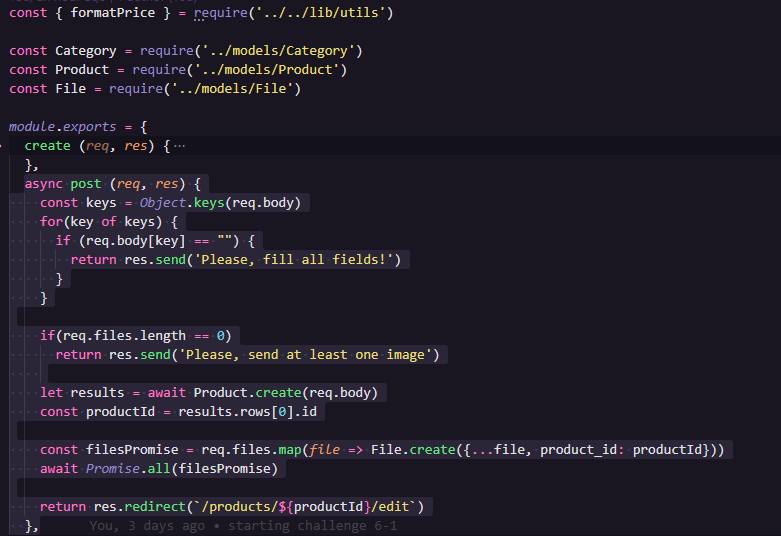 const { formatPrice } = require('../../lib/utils')
const Category = require('../models/Category')
const Product = require('../models/Product')
const File = require('../models/File')
module.exports = {
create (req, res) {···
},
async post (req, res) {
const keys = Object.keys(req.body)
for(key of keys) {
if (req.body[key] == "") {
return res.send('Please, fill all fields!')
}
}
if(req.files.length == 0)
return res.send('Please, send at least one image')
let results = await Product.create(req.body)
const productId = results.rows[0].id
const filesPromise = req.files.map(file => File.create({...file, product_id: productId}))
await Promise.all(filesPromise)
return res.redirect(`/products/${productId}/edit`)
}, You, 3 days ago • starting challenge 6-1